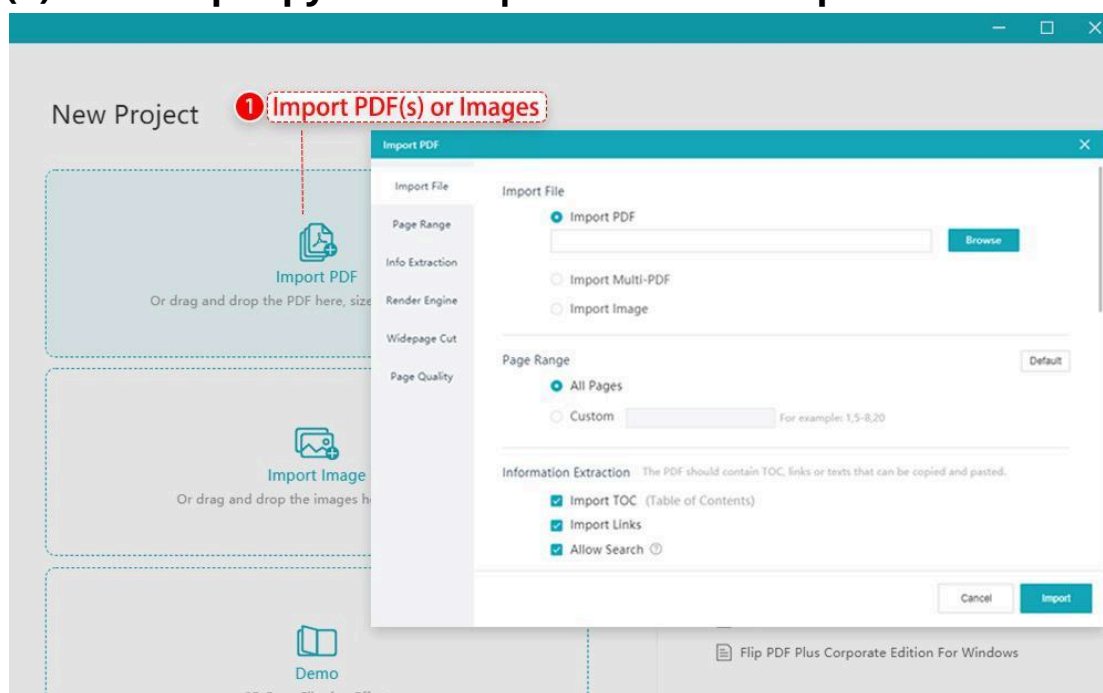 New Project
1 Import PDF(s) or Images
Import PDF
Import File
Page Range
Info Extraction
Render Engine
Widepage Cut
Page Quality
Import File
Import PDF
Browse
Import Multi-PDF
Import Image
Page Range
Default
All Pages
Custom
For example: 1,5-8,20
Information Extraction The PDF should contain TOC, links or texts that can be copied and pasted.
Import TOC (Table of Contents)
Import Links
Allow Search
Cancel
Import
Import PDF
Or drag and drop the PDF here, size
Import Image
Or drag and drop the images
Demo
Flip PDF Plus Corporate Edition For Windows